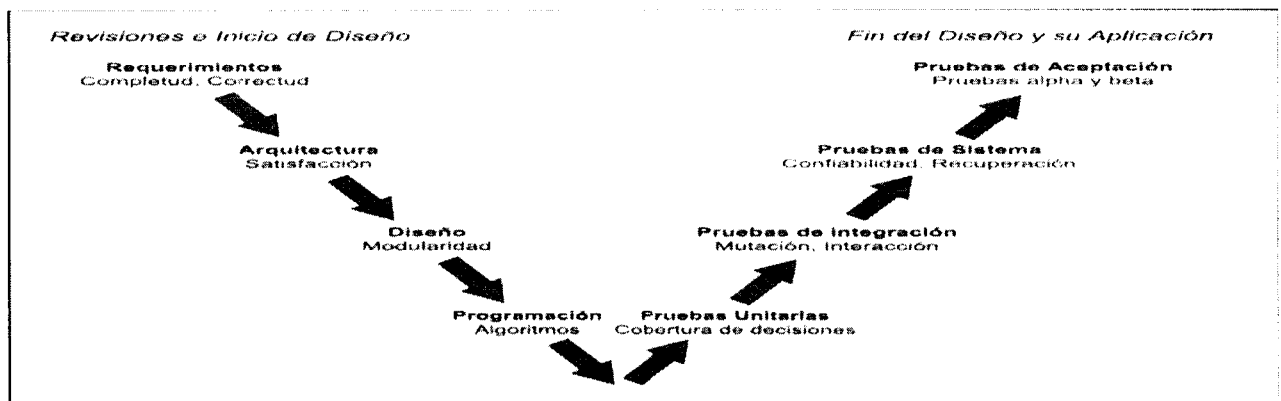 Revisiones e Inicio de Diseño
Fin del Diseño y su Aplicación
Requerimientos
Completud, Correctud
Pruebas de Aceptación
Pruebas alpha y beta
Arquitectura
Satisfacción
Pruebas de Sistema
Confiabilidad, Recuperación
Diseño
Modularidad
Pruebas de integración
Mutación, Interacción
Programación
Algoritmos
Pruebas Unitarias
Cobertura de decisiones